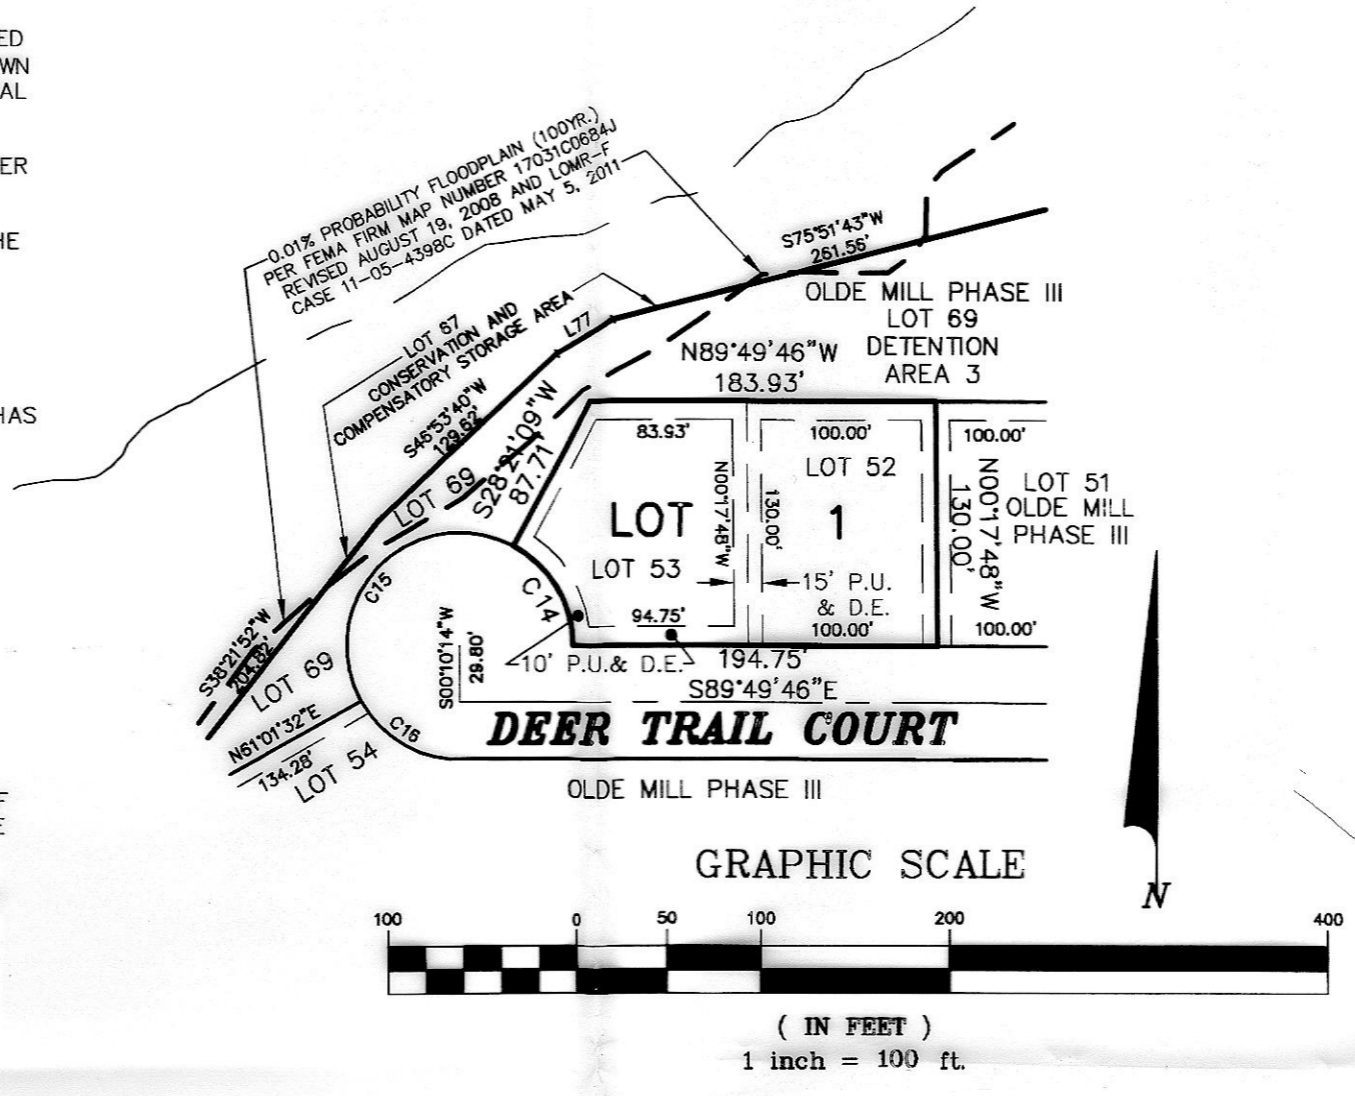 ED
WN
AL
ER
HE
HAS
E
0.01% PROBABILITY FLOODPLAIN (100YR.)
PER FEMA FIRM MAP NUMBER 17031C0684J
REVISED AUGUST 19, 2008 AND LOMR-F
CASE 11-05-4398C DATED MAY 5, 2011
S75°51'43"W
261.56'
OLDE MILL PHASE III
LOT 69
DETENTION
AREA 3
LOT 67
CONSERVATION AND
COMPENSATORY STORAGE AREA
L77
N89°49'46"W
183.93'
S46°53'40"W
129.62'
S28°21'09"W
87.71
LOT 69
83.93'
100.00'
100.00'
LOT 52
LOT 1
LOT 53
N00°17'48"W
130.00'
N00°17'48"W
130.00'
LOT 51
OLDE MILL
PHASE III
15' P.U.
& D.E.
94.75'
100.00'
100.00'
C15
C14
S00°10'14"W
29.80'
10' P.U.& D.E.
194.75'
S89°49'46"E
S38°21'52"W
204.82
LOT 69
N61°01'32"E
134.28'
C16
LOT 54
DEER TRAIL COURT
OLDE MILL PHASE III
GRAPHIC SCALE
N
100 0 50 100 200 400
( IN FEET )
1 inch = 100 ft.